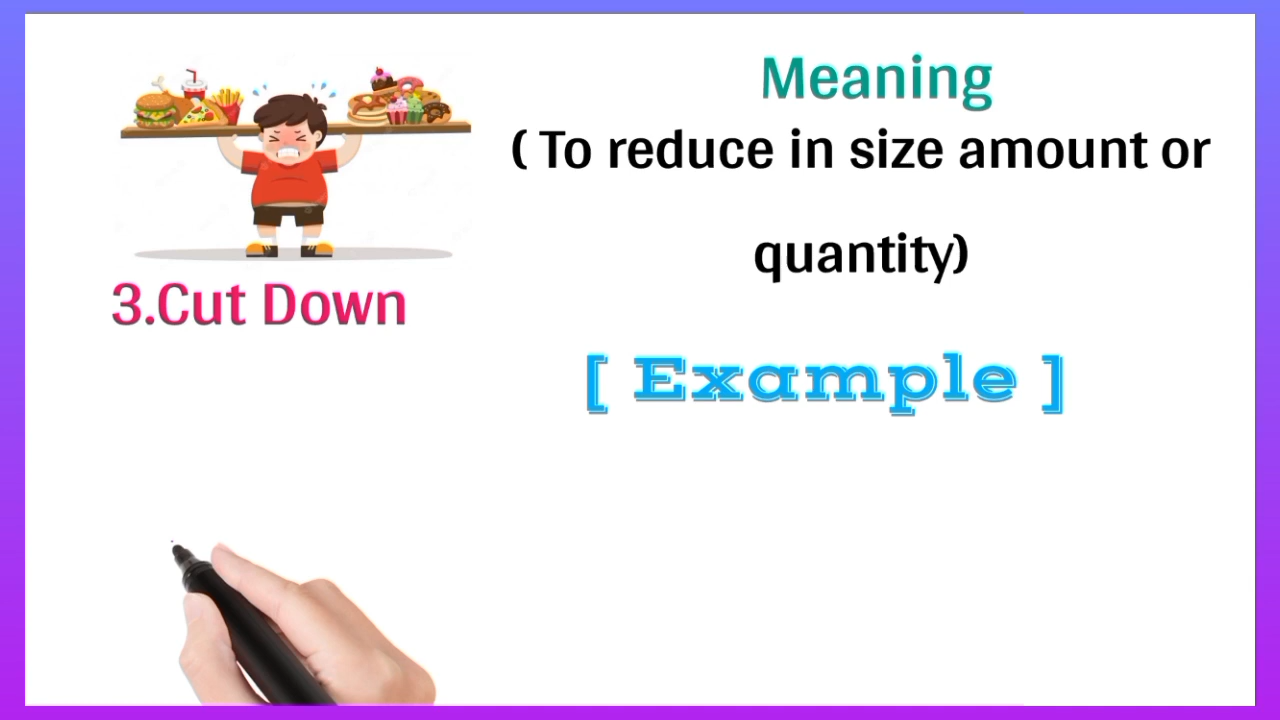 Meaning
( To reduce in size amount or
quantity)
3.Cut Down
[ Example ]